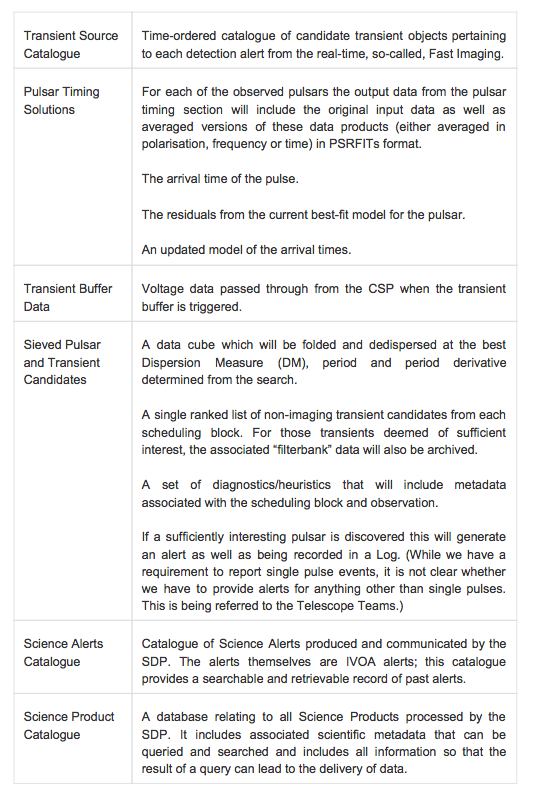 Transient Source
Catalogue
Time-ordered catalogue of candidate transient objects pertaining
to each detection alert from the real-time, so-called, Fast Imaging.
Pulsar Timing
Solutions
For each of the observed pulsars the output data from the pulsar
timing section will include the original input data as well as
averaged versions of these data products (either averaged in
polarisation, frequency or time) in PSRFITs format.
The arrival time of the pulse.
The residuals from the current best-fit model for the pulsar.
An updated model of the arrival times.
Transient Buffer
Data
Voltage data passed through from the CSP when the transient
buffer is triggered.
Sieved Pulsar
and Transient
Candidates
A data cube which will be folded and dedispersed at the best
Dispersion Measure (DM), period and period derivative
determined from the search.
A single ranked list of non-imaging transient candidates from each
scheduling block. For those transients deemed of sufficient
interest, the associated “filterbank” data will also be archived.
A set of diagnostics/heuristics that will include metadata
associated with the scheduling block and observation.
If a sufficiently interesting pulsar is discovered this will generate
an alert as well as being recorded in a Log. (While we have a
requirement to report single pulse events, it is not clear whether
we have to provide alerts for anything other than single pulses.
This is being referred to the Telescope Teams.)
Science Alerts
Catalogue
Catalogue of Science Alerts produced and communicated by the
SDP. The alerts themselves are IVOA alerts; this catalogue
provides a searchable and retrievable record of past alerts.
Science Product
Catalogue
A database relating to all Science Products processed by the
SDP. It includes associated scientific metadata that can be
queried and searched and includes all information so that the
result of a query can lead to the delivery of data.